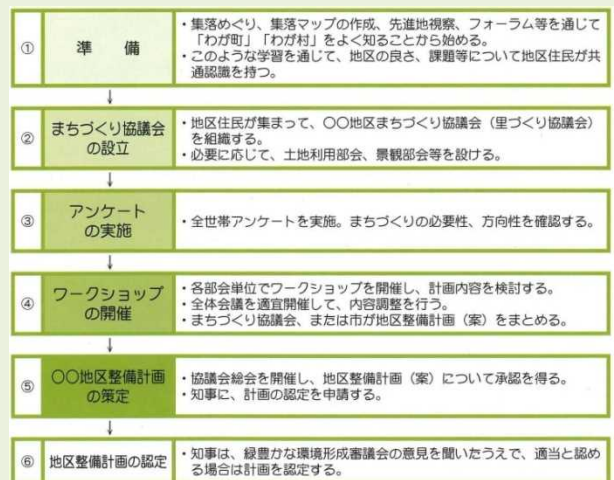 ①
準　備
・集落めぐり、集落マップの作成、先進地視察、フォーラム等を通じて
「わが町」「わが村」をよく知ることから始める。
・このような学習を通じて、地区の良さ、課題等について地区住民が共
通認識を持つ。
↓
②
まちづくり協議会
の設立
・地区住民が集まって、〇〇地区まちづくり協議会（里づくり協議会）
を組織する。
・必要に応じて、土地利用部会、景観部会等を設ける。
↓
③
アンケート
の実施
・全世帯アンケートを実施。まちづくりの必要性、方向性を確認する。
↓
④
ワークショップ
の開催
・各部会単位でワークショップを開催し、計画内容を検討する。
・全体会議を適宜開催して、内容調整を行う。
・まちづくり協議会、または市が地区整備計画（案）をまとめる。
↓
⑤
〇〇地区整備計画
の策定
・協議会総会を開催し、地区整備計画（案）について承認を得る。
・知事に、計画の認定を申請する。
↓
⑥
地区整備計画の認定
・知事は、緑豊かな環境形成審議会の意見を聞いたうえで、適当と認め
る場合は計画を認定する。